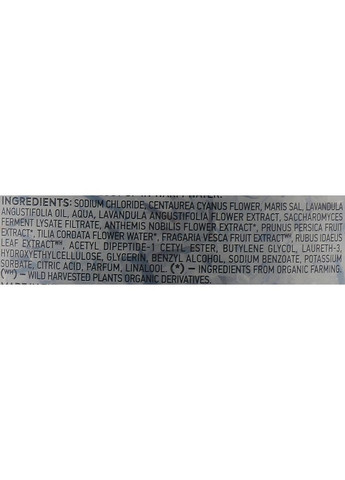 INGREDIENTS: SODIUM CHLORIDE, CENTAUREA CYANUS FLOWER, MARIS SAL, LAVANDULA
ANGUSTIFOLIA OIL, AQUA, LAVANDULA ANGUSTIFOLIA FLOWER EXTRACT, SACCHAROMYCES
FERMENT LYSATE FILTRATE, ANTHEMIS NOBILIS FLOWER EXTRACT*, PRUNUS PERSICA FRUIT
EXTRACT*, TILIA CORDATA FLOWER WATER*, FRAGARIA VESCA FRUIT EXTRACTᵂᴴ, RUBUS IDAEUS
LEAF EXTRACTᵂᴴ, ACETYL DIPEPTIDE-1 CETYL ESTER, BUTYLENE GLYCOL, LAURETH-3,
HYDROXYETHYLCELLULOSE, GLYCERIN, BENZYL ALCOHOL, SODIUM BENZOATE, POTASSIUM
SORBATE, CITRIC ACID, PARFUM, LINALOOL. (*) – INGREDIENTS FROM ORGANIC FARMING.
(ᵂᴴ) – WILD HARVESTED PLANTS ORGANIC DERIVATIVES.